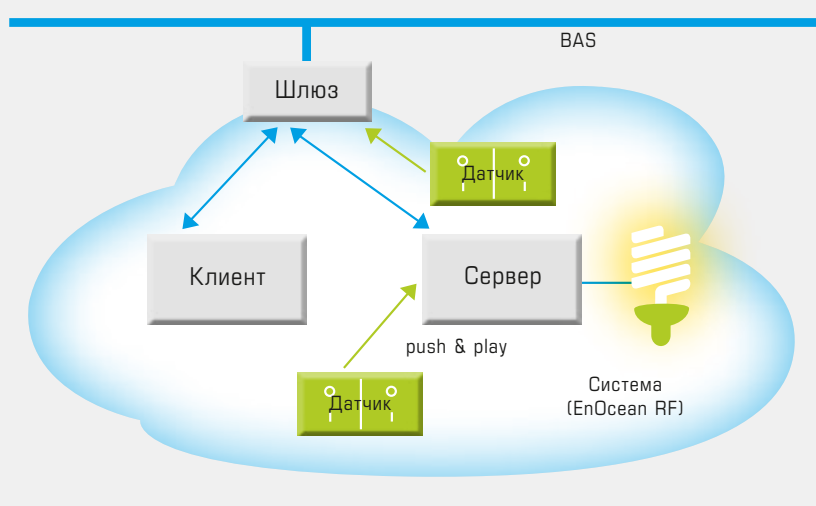 BAS
Шлюз
Датчик
Клиент
Сервер
push & play
Датчик
Система
(EnOcean RF)